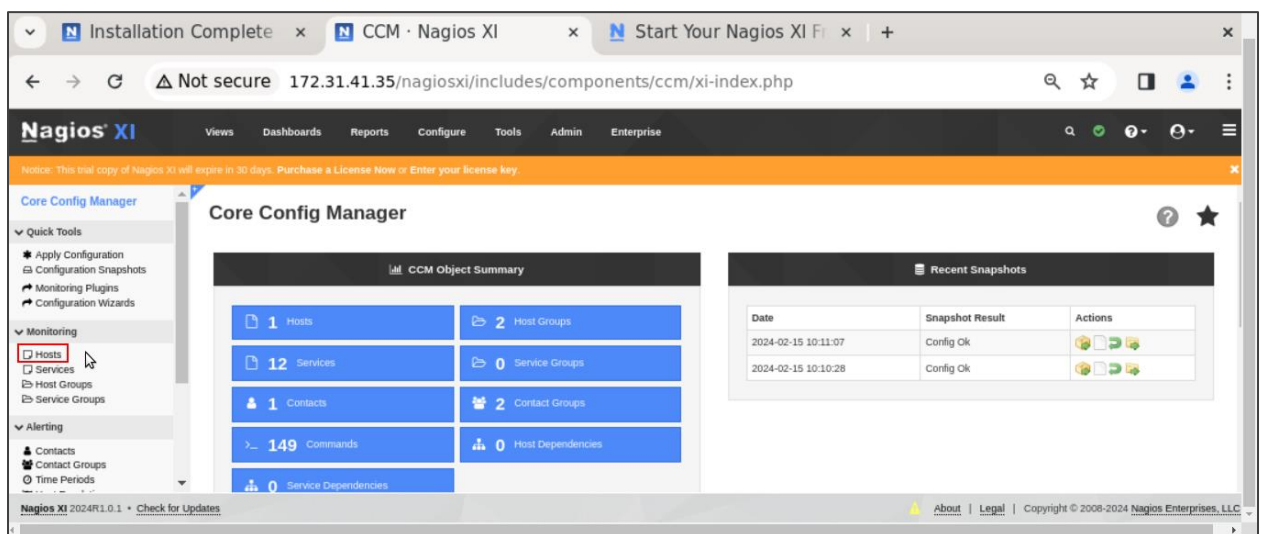 Installation Complete
CCM · Nagios XI
Start Your Nagios XI Fr
Not secure 172.31.41.35/nagiosxi/includes/components/ccm/xi-index.php
Nagios XI Views Dashboards Reports Configure Tools Admin Enterprise
Notice: This trial copy of Nagios XI will expire in 30 days. Purchase a License Now or Enter your license key.
Core Config Manager
Quick Tools
Apply Configuration
Configuration Snapshots
Monitoring Plugins
Configuration Wizards
Monitoring
Hosts
Services
Host Groups
Service Groups
Alerting
Contacts
Contact Groups
Time Periods
Core Config Manager
CCM Object Summary
1 Hosts
2 Host Groups
12 Services
0 Service Groups
1 Contacts
2 Contact Groups
149 Commands
0 Host Dependencies
0 Service Dependencies
Recent Snapshots
Date Snapshot Result Actions
2024-02-15 10:11:07 Config Ok
2024-02-15 10:10:28 Config Ok
Nagios XI 2024R1.0.1 • Check for Updates
About | Legal | Copyright © 2008-2024 Nagios Enterprises, LLC